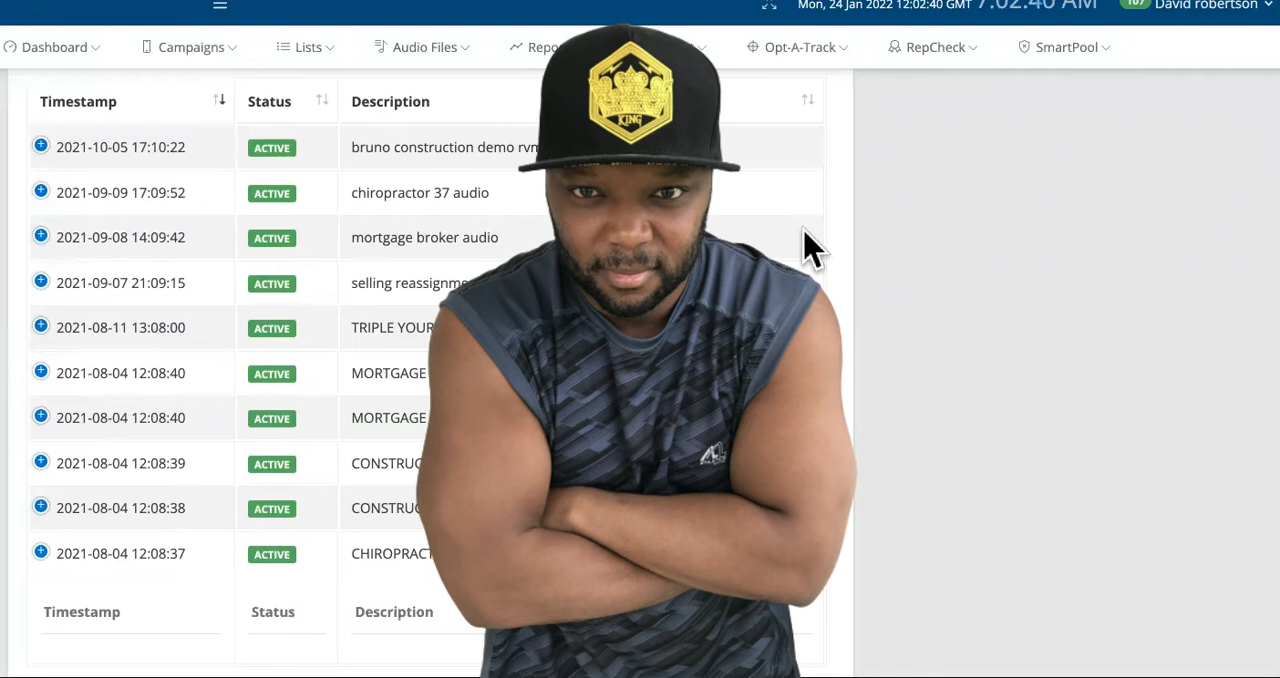 Mon, 24 Jan 2022 12:02:40 GMT 7:02:40 AM 107 David robertson
Dashboard Campaigns Lists Audio Files Repo Opt-A-Track RepCheck SmartPool
Timestamp Status Description
2021-10-05 17:10:22 ACTIVE bruno construction demo rvm
2021-09-09 17:09:52 ACTIVE chiropractor 37 audio
2021-09-08 14:09:42 ACTIVE mortgage broker audio
2021-09-07 21:09:15 ACTIVE selling reassignme
2021-08-11 13:08:00 ACTIVE TRIPLE YOUR
2021-08-04 12:08:40 ACTIVE MORTGAGE
2021-08-04 12:08:40 ACTIVE MORTGAGE
2021-08-04 12:08:39 ACTIVE CONSTRUC
2021-08-04 12:08:38 ACTIVE CONSTRUC
2021-08-04 12:08:37 ACTIVE CHIROPRACT
Timestamp Status Description
KING